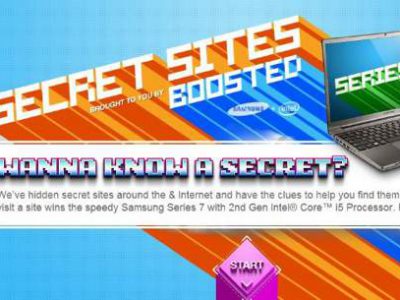 SECRET SITES
BROUGHT TO YOU BY
BOOSTED
SAMSUNG + intel
SERIE
WANNA KNOW A SECRET?
We've hidden secret sites around the & Internet and have the clues to help you find them
visit a site wins the speedy Samsung Series 7 with 2nd Gen Intel® Core™ I5 Processor.
START